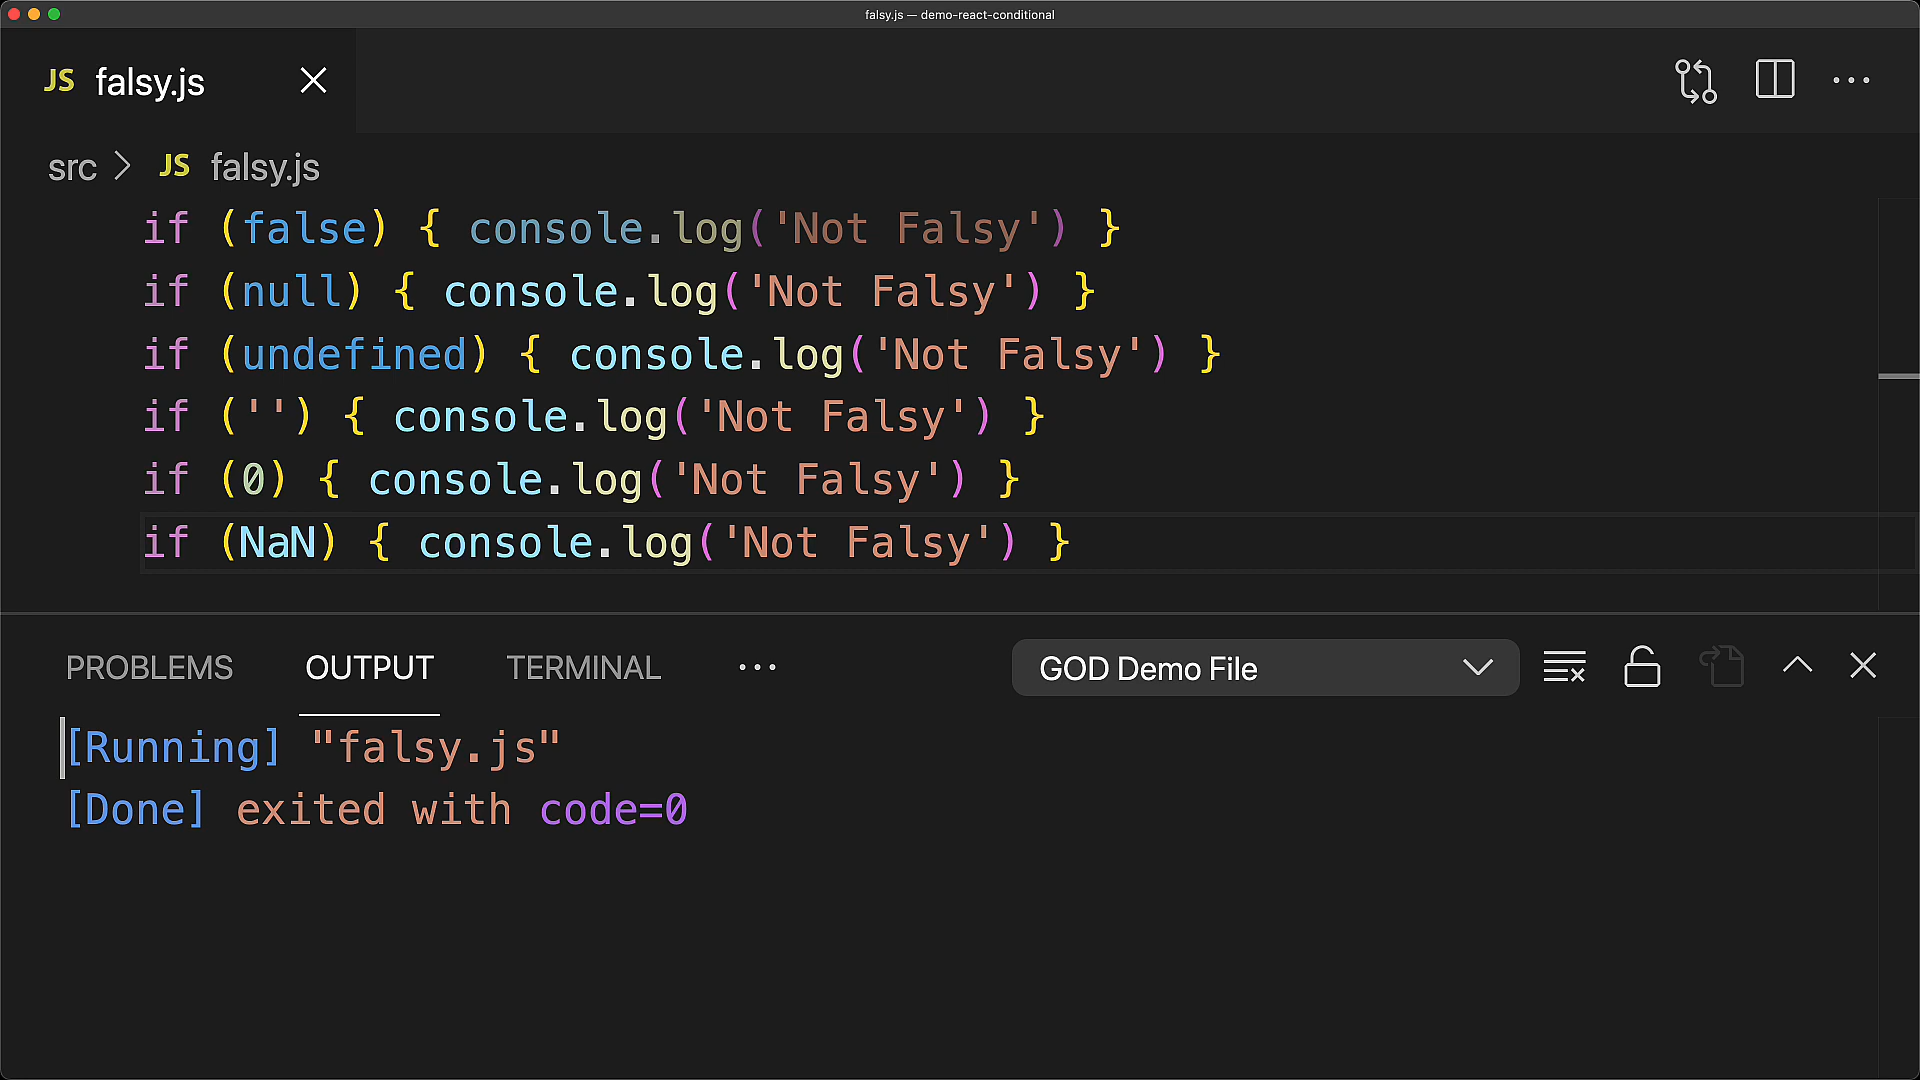 falsy.js — demo-react-conditional
JS falsy.js
src > JS falsy.js
if (false) { console.log('Not Falsy') }
if (null) { console.log('Not Falsy') }
if (undefined) { console.log('Not Falsy') }
if ('') { console.log('Not Falsy') }
if (0) { console.log('Not Falsy') }
if (NaN) { console.log('Not Falsy') }
PROBLEMS OUTPUT TERMINAL ··· GOD Demo File
[Running] "falsy.js"
[Done] exited with code=0